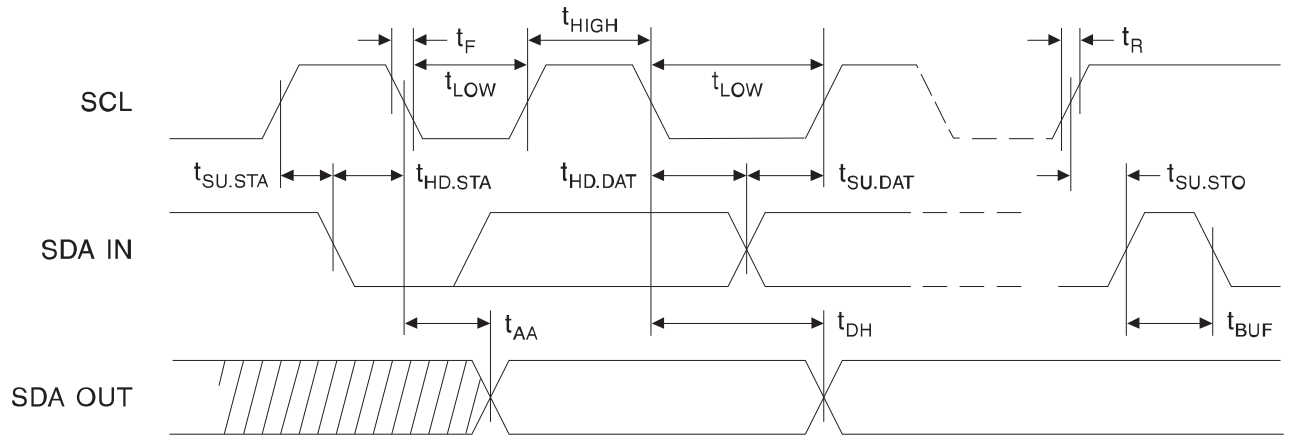 tF
tHIGH
tR
tLOW
tLOW
SCL
tSU.STA
tHD.STA
tHD.DAT
tSU.DAT
tSU.STO
SDA IN
tAA
tDH
tBUF
SDA OUT